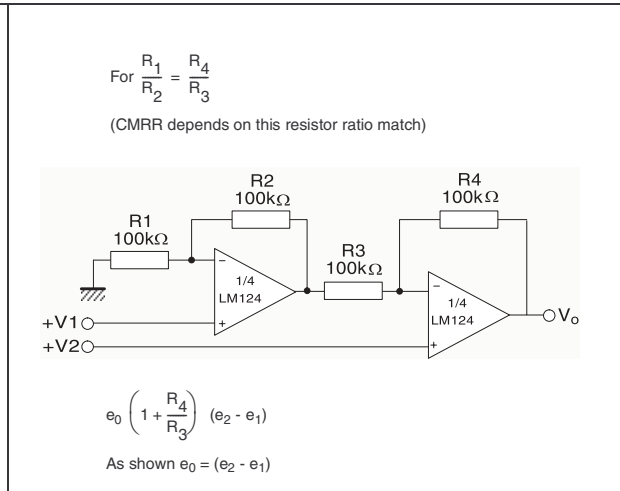 For R1/R2 = R4/R3
(CMRR depends on this resistor ratio match)
R2
100kΩ
R4
100kΩ
R1
100kΩ
R3
100kΩ
1/4
LM124
1/4
LM124
+V1
+V2
Vo
e0 (1 + R4/R3) (e2 - e1)
As shown e0 = (e2 - e1)